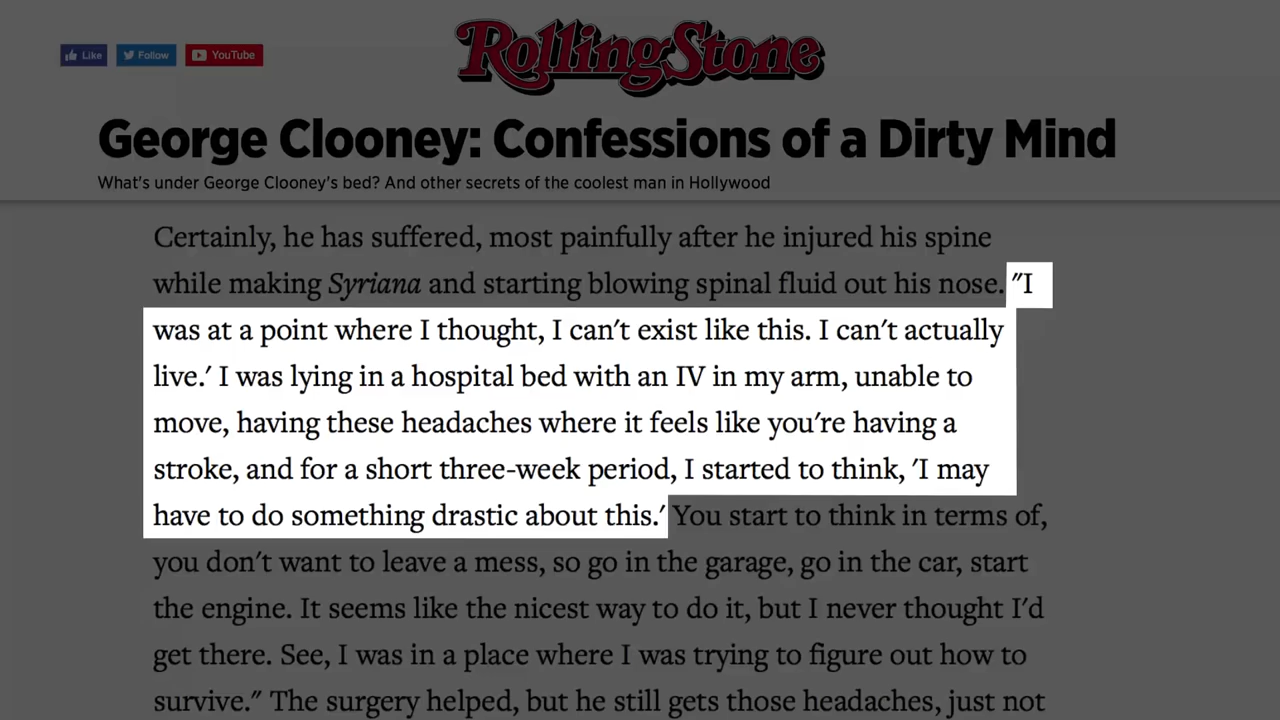 Like Follow YouTube
RollingStone
George Clooney: Confessions of a Dirty Mind
What's under George Clooney's bed? And other secrets of the coolest man in Hollywood
Certainly, he has suffered, most painfully after he injured his spine
while making Syriana and starting blowing spinal fluid out his nose. "I
was at a point where I thought, I can't exist like this. I can't actually
live.' I was lying in a hospital bed with an IV in my arm, unable to
move, having these headaches where it feels like you're having a
stroke, and for a short three-week period, I started to think, 'I may
have to do something drastic about this.' You start to think in terms of,
you don't want to leave a mess, so go in the garage, go in the car, start
the engine. It seems like the nicest way to do it, but I never thought I'd
get there. See, I was in a place where I was trying to figure out how to
survive." The surgery helped, but he still gets those headaches, just not